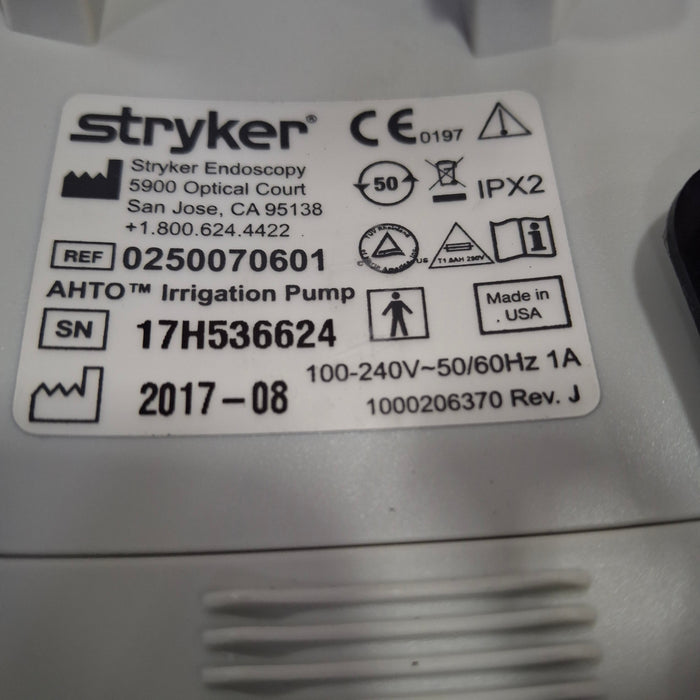 stryker®
CE 0197
Stryker Endoscopy
5900 Optical Court
San Jose, CA 95138
+1.800.624.4422
50
IPX2
REF 0250070601
US
AHTO™ Irrigation Pump
SN 17H536624
Made in
USA
100-240V~50/60Hz 1A
2017-08
1000206370 Rev. J